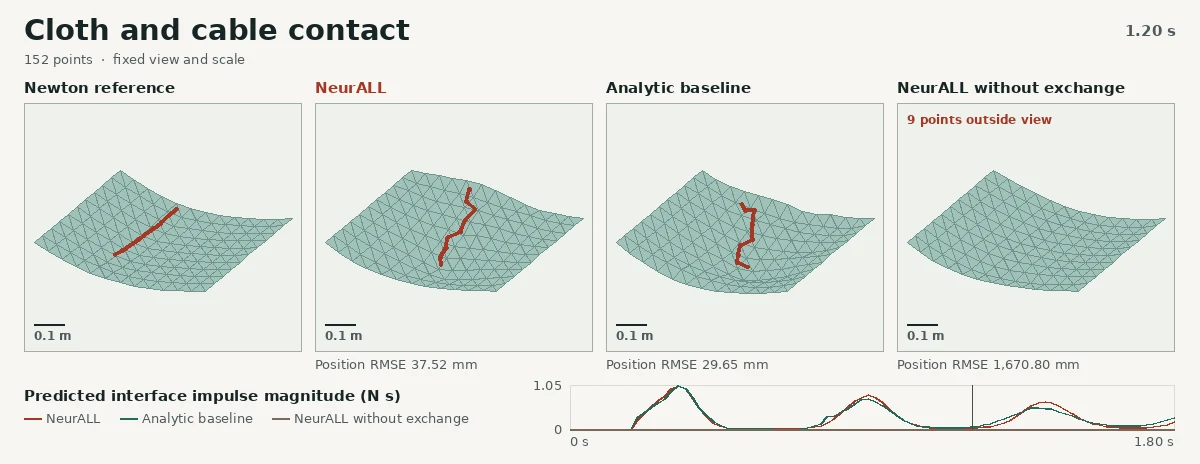 Cloth and cable contact
1.20 s
152 points · fixed view and scale
Newton reference
NeurALL
Analytic baseline
NeurALL without exchange
9 points outside view
0.1 m
0.1 m
0.1 m
0.1 m
Position RMSE 37.52 mm
Position RMSE 29.65 mm
Position RMSE 1,670.80 mm
Predicted interface impulse magnitude (N s)
NeurALL
Analytic baseline
NeurALL without exchange
1.05
0
0 s
1.80 s